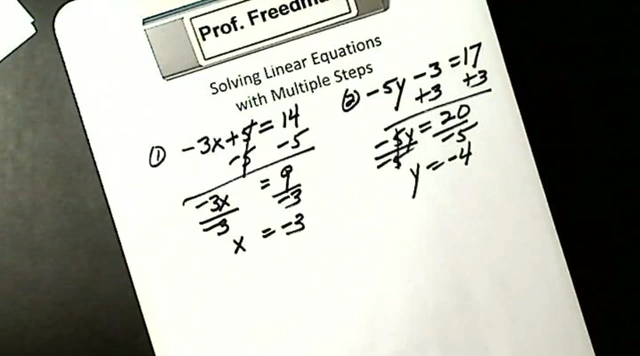 Prof. Freedman
Solving Linear Equations
with Multiple Steps
① -3x+5=14
-5 -5
-3x/-3 = 9/-3
x = -3
② -5y-3=17
+3 +3
-5y/-5 = 20/-5
y=-4